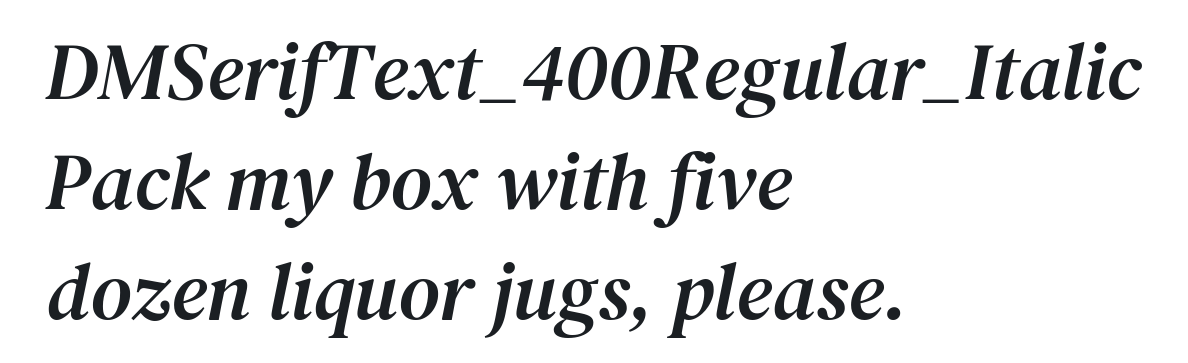 DMSerifText_400Regular_Italic
Pack my box with five
dozen liquor jugs, please.